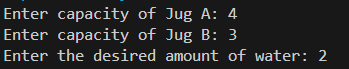 Enter capacity of Jug A: 4
Enter capacity of Jug B: 3
Enter the desired amount of water: 2